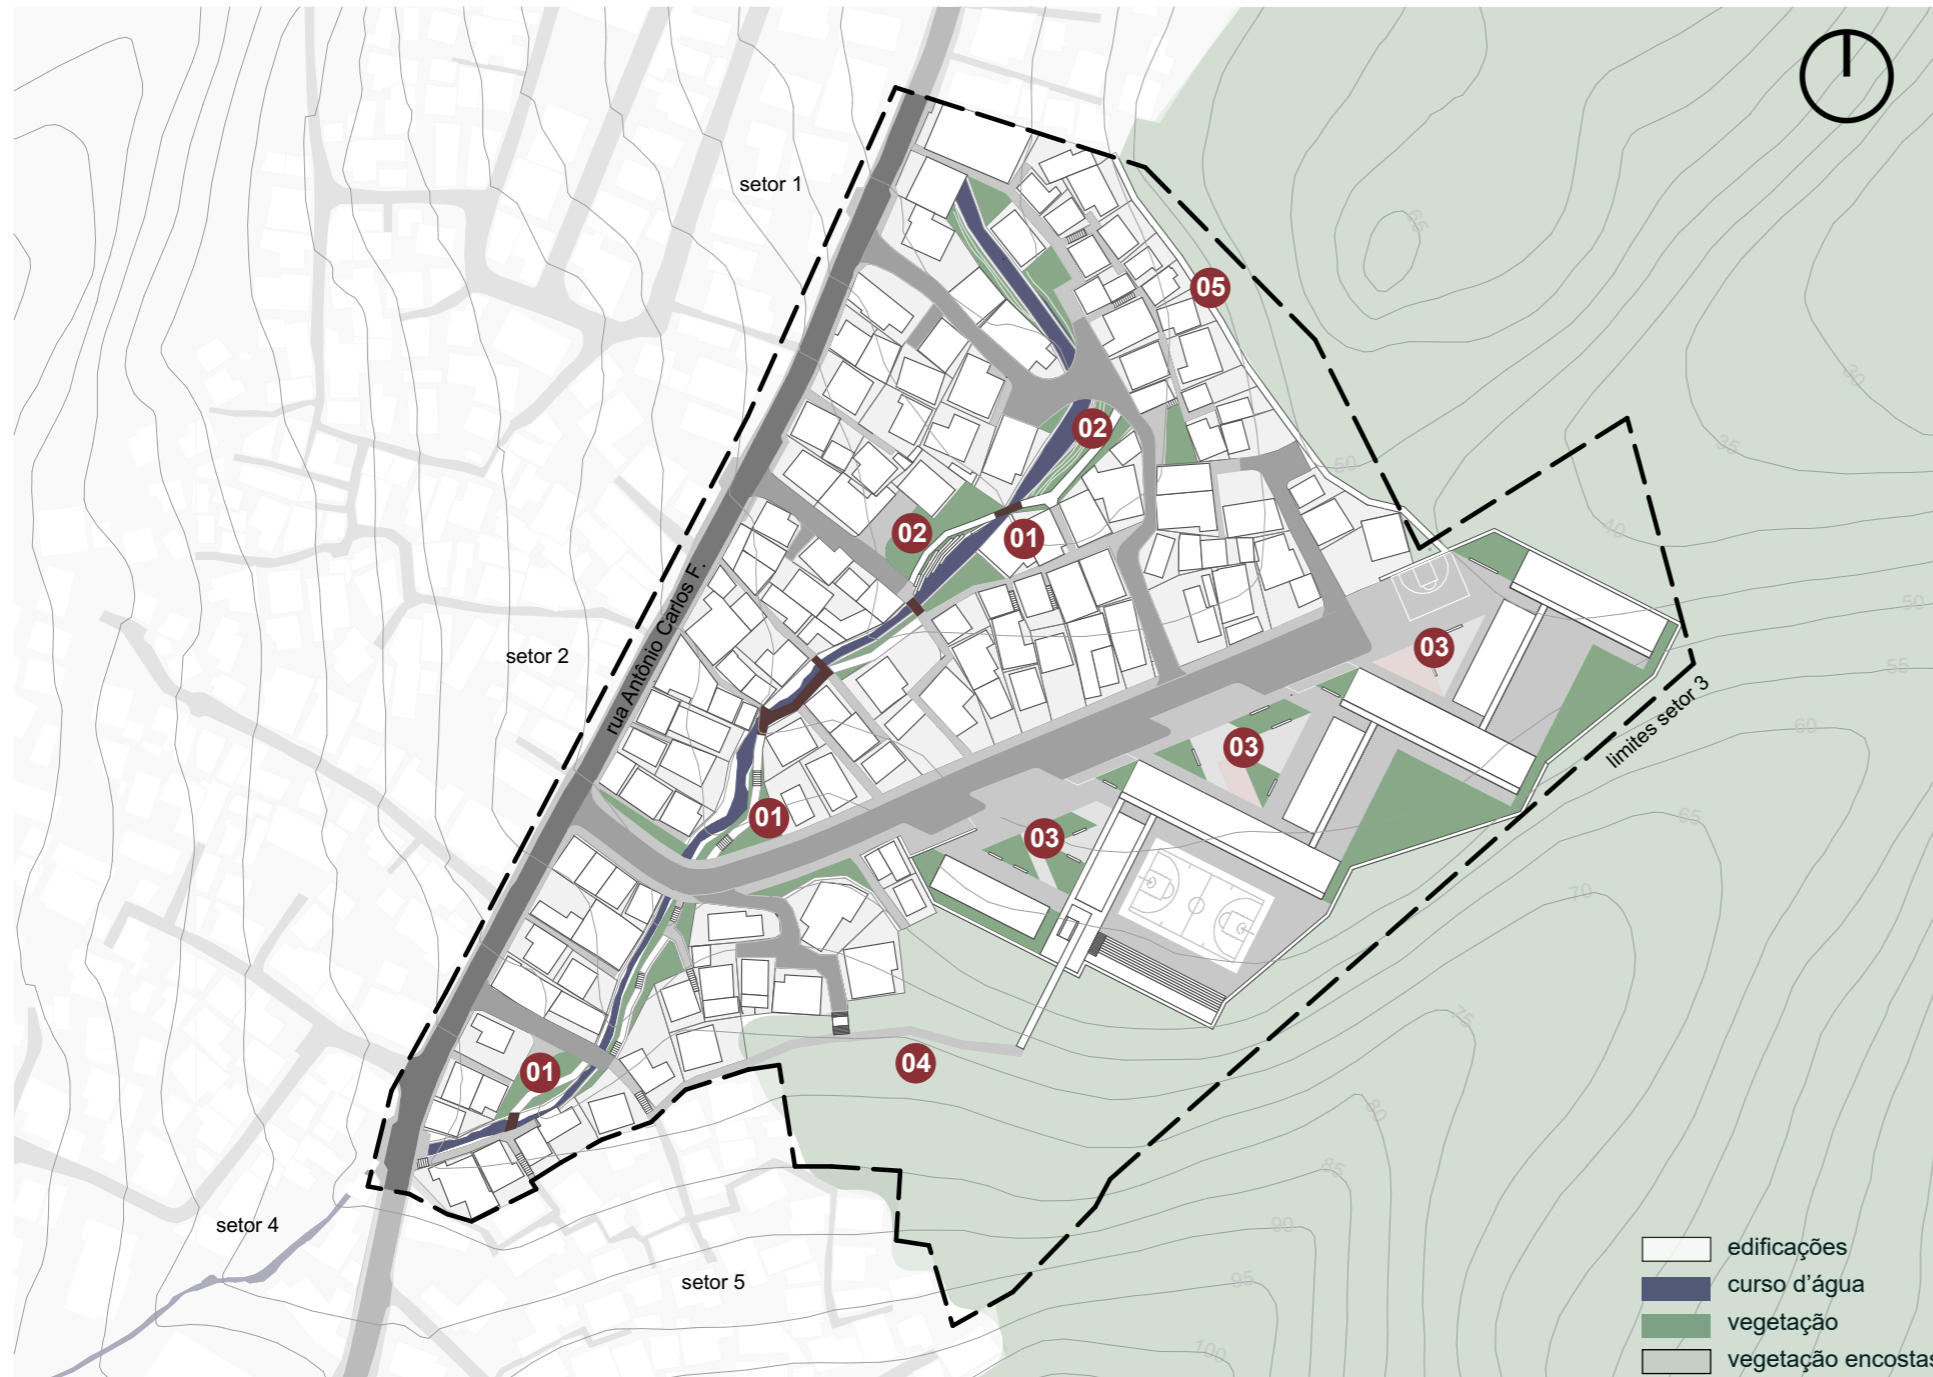 setor 1
65
05
30
35
02
50
02
01
40
rua Antônio Carlos F.
50
setor 2
03
55
limites setor 3
60
03
01
65
03
70
75
04
01
80
85
setor 4
90
setor 5
95
100
edificações
curso d'água
vegetação
vegetação encostas